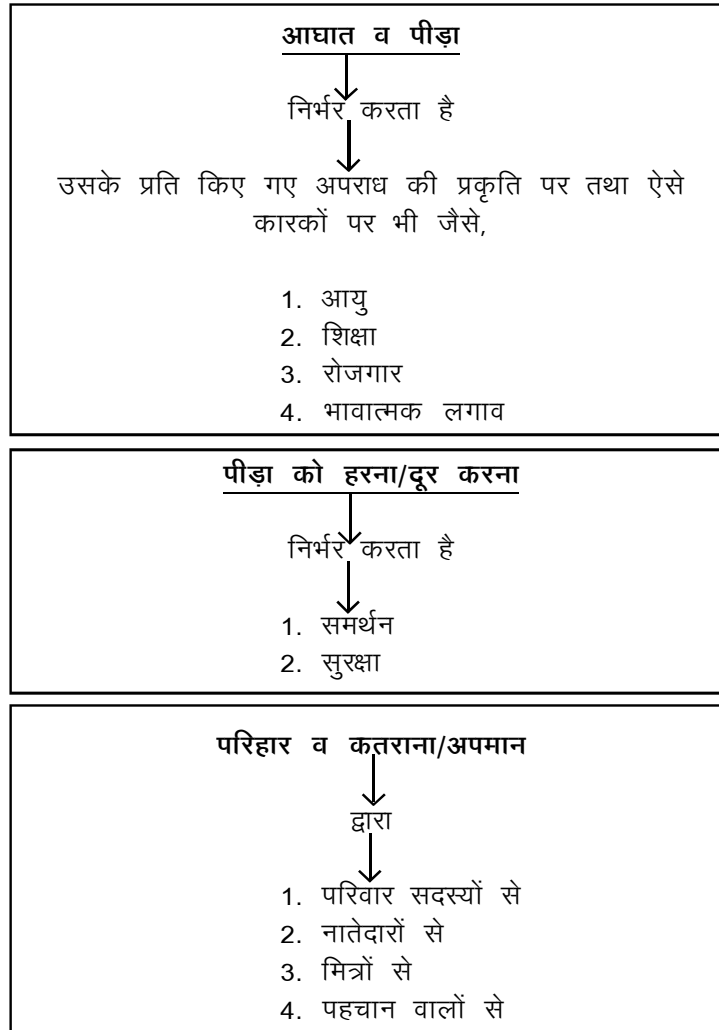 आघात व पीड़ा
निर्भर करता है
उसके प्रति किए गए अपराध की प्रकृति पर तथा ऐसे
कारकों पर भी जैसे,
1. आयु
2. शिक्षा
3. रोजगार
4. भावात्मक लगाव
पीड़ा को हरना/दूर करना
निर्भर करता है
1. समर्थन
2. सुरक्षा
परिहार व कतराना/अपमान
द्वारा
1. परिवार सदस्यों से
2. नातेदारों से
3. मित्रों से
4. पहचान वालों से